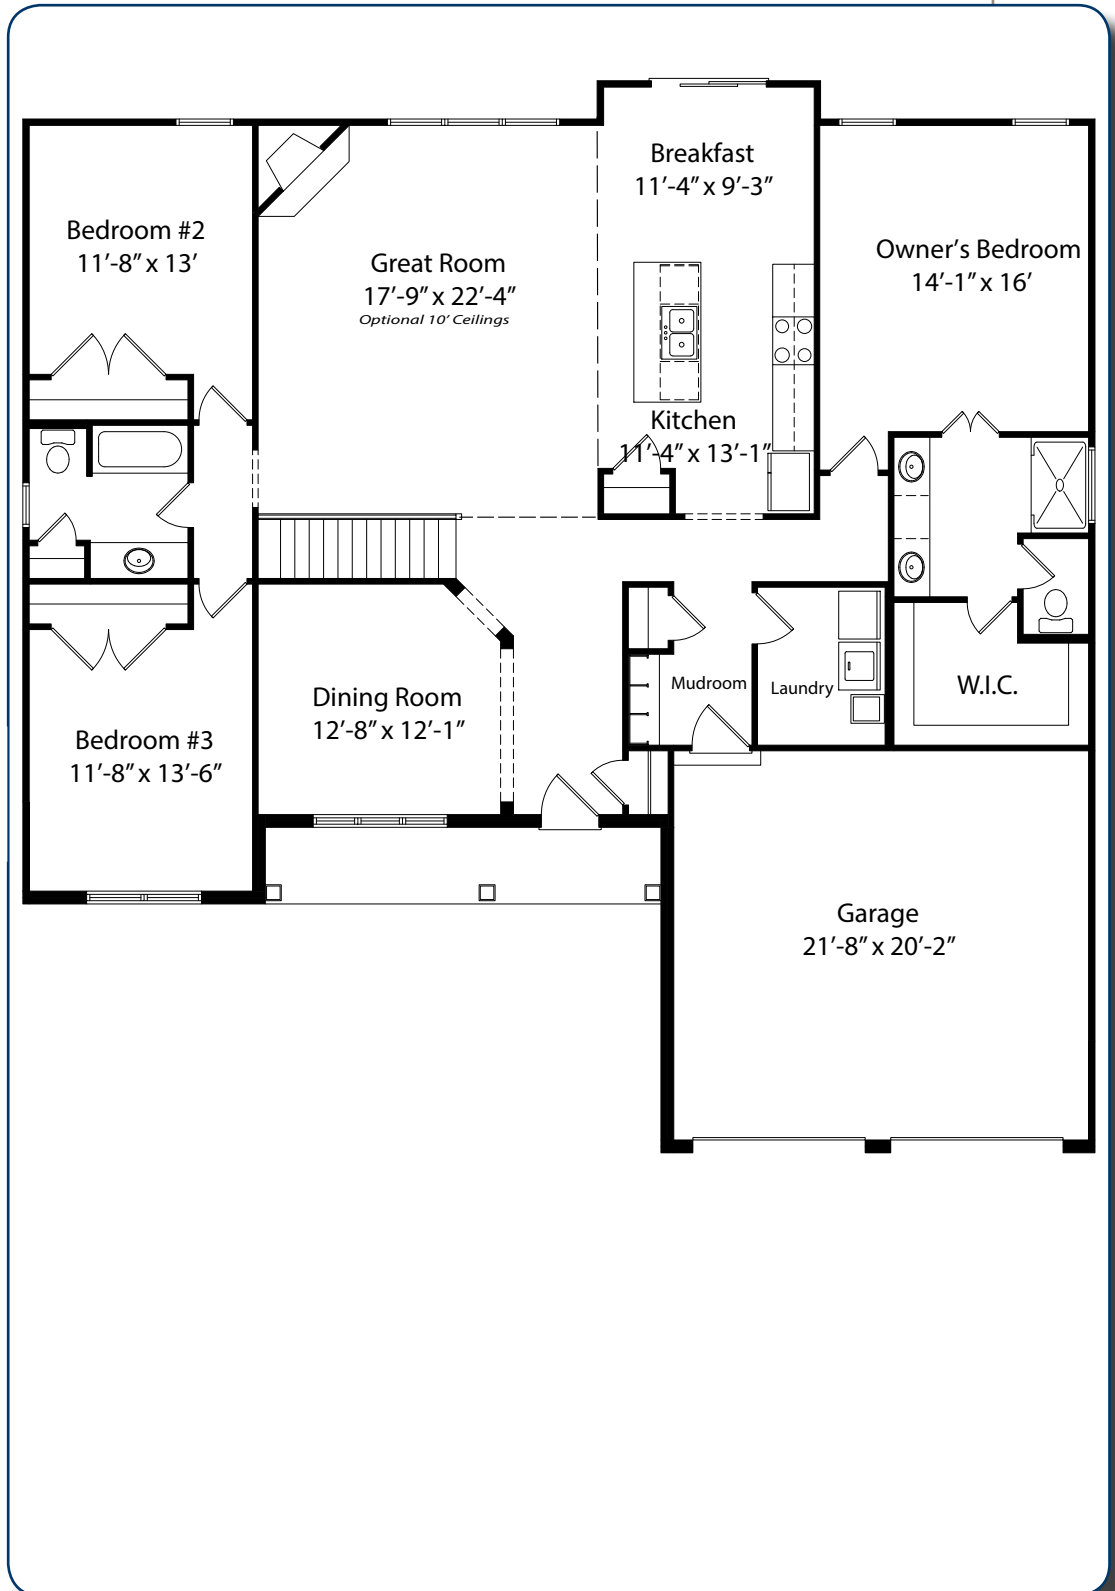 Breakfast
11’-4” x 9’-3”
Bedroom #2
11’-8” x 13’
Great Room
17’-9” x 22’-4”
Optional 10' Ceilings
Owner’s Bedroom
14’-1” x 16’
Kitchen
11’-4” x 13’-1”
Dining Room
12’-8” x 12’-1”
Mudroom
Laundry
W.I.C.
Bedroom #3
11’-8” x 13’-6”
Garage
21’-8” x 20’-2”